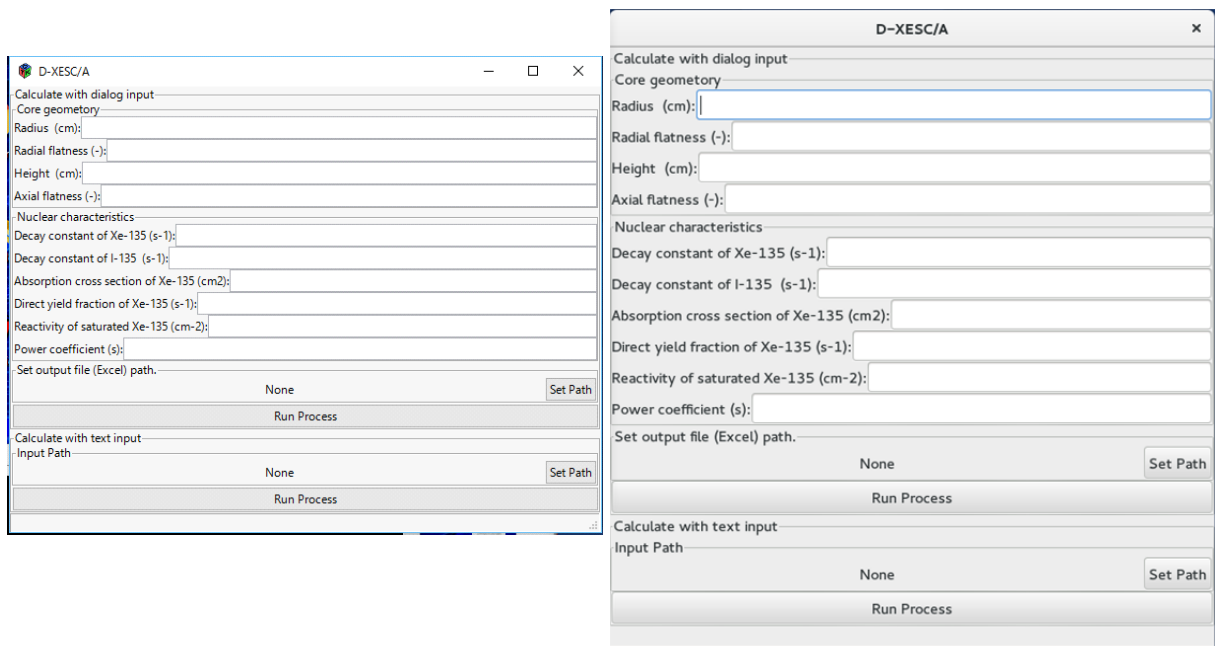 D-XESC/A
Calculate with dialog input
Core geometory
Radius (cm):
Radial flatness (-):
Height (cm):
Axial flatness (-):
Nuclear characteristics
Decay constant of Xe-135 (s-1):
Decay constant of I-135 (s-1):
Absorption cross section of Xe-135 (cm2):
Direct yield fraction of Xe-135 (s-1):
Reactivity of saturated Xe-135 (cm-2):
Power coefficient (s):
Set output file (Excel) path.
None Set Path
Run Process
Calculate with text input
Input Path
None Set Path
Run Process
D-XESC/A
Calculate with dialog input
Core geometory
Radius (cm):
Radial flatness (-):
Height (cm):
Axial flatness (-):
Nuclear characteristics
Decay constant of Xe-135 (s-1):
Decay constant of I-135 (s-1):
Absorption cross section of Xe-135 (cm2):
Direct yield fraction of Xe-135 (s-1):
Reactivity of saturated Xe-135 (cm-2):
Power coefficient (s):
Set output file (Excel) path.
None Set Path
Run Process
Calculate with text input
Input Path
None Set Path
Run Process